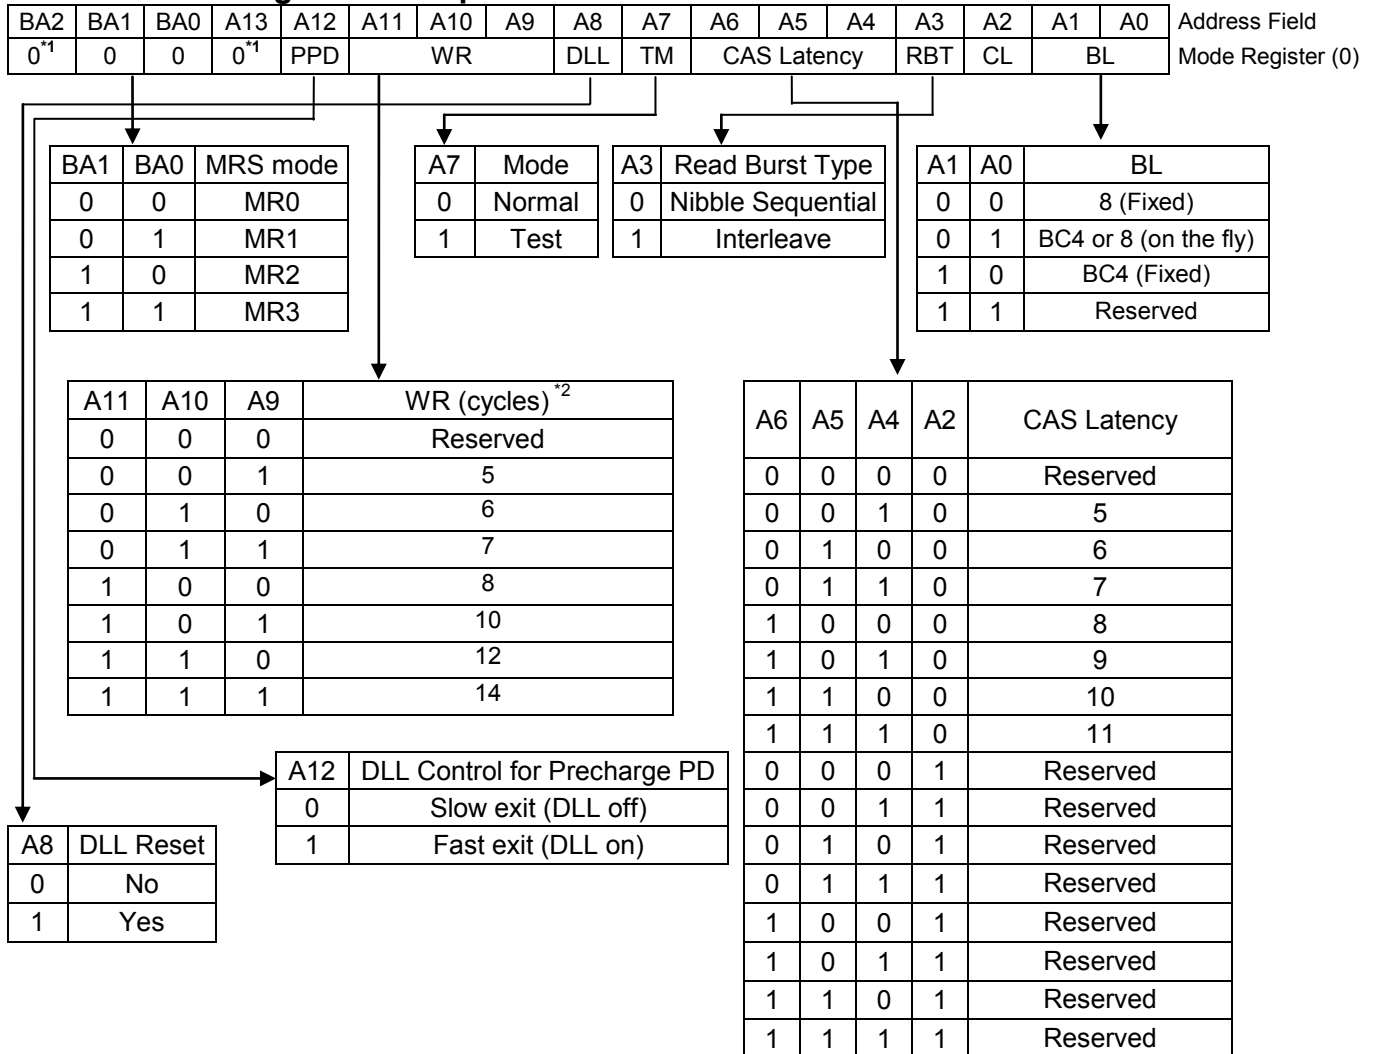 BA2 BA1 BA0 A13 A12 A11 A10 A9 A8 A7 A6 A5 A4 A3 A2 A1 A0 Address Field
0*1 0 0 0*1 PPD WR DLL TM CAS Latency RBT CL BL Mode Register (0)
BA1 BA0 MRS mode
0 0 MR0
0 1 MR1
1 0 MR2
1 1 MR3
A7 Mode
0 Normal
1 Test
A3 Read Burst Type
0 Nibble Sequential
1 Interleave
A1 A0 BL
0 0 8 (Fixed)
0 1 BC4 or 8 (on the fly)
1 0 BC4 (Fixed)
1 1 Reserved
A11 A10 A9 WR (cycles) *2
0 0 0 Reserved
0 0 1 5
0 1 0 6
0 1 1 7
1 0 0 8
1 0 1 10
1 1 0 12
1 1 1 14
A6 A5 A4 A2 CAS Latency
0 0 0 0 Reserved
0 0 1 0 5
0 1 0 0 6
0 1 1 0 7
1 0 0 0 8
1 0 1 0 9
1 1 0 0 10
1 1 1 0 11
0 0 0 1 Reserved
0 0 1 1 Reserved
0 1 0 1 Reserved
0 1 1 1 Reserved
1 0 0 1 Reserved
1 0 1 1 Reserved
1 1 0 1 Reserved
1 1 1 1 Reserved
A12 DLL Control for Precharge PD
0 Slow exit (DLL off)
1 Fast exit (DLL on)
A8 DLL Reset
0 No
1 Yes